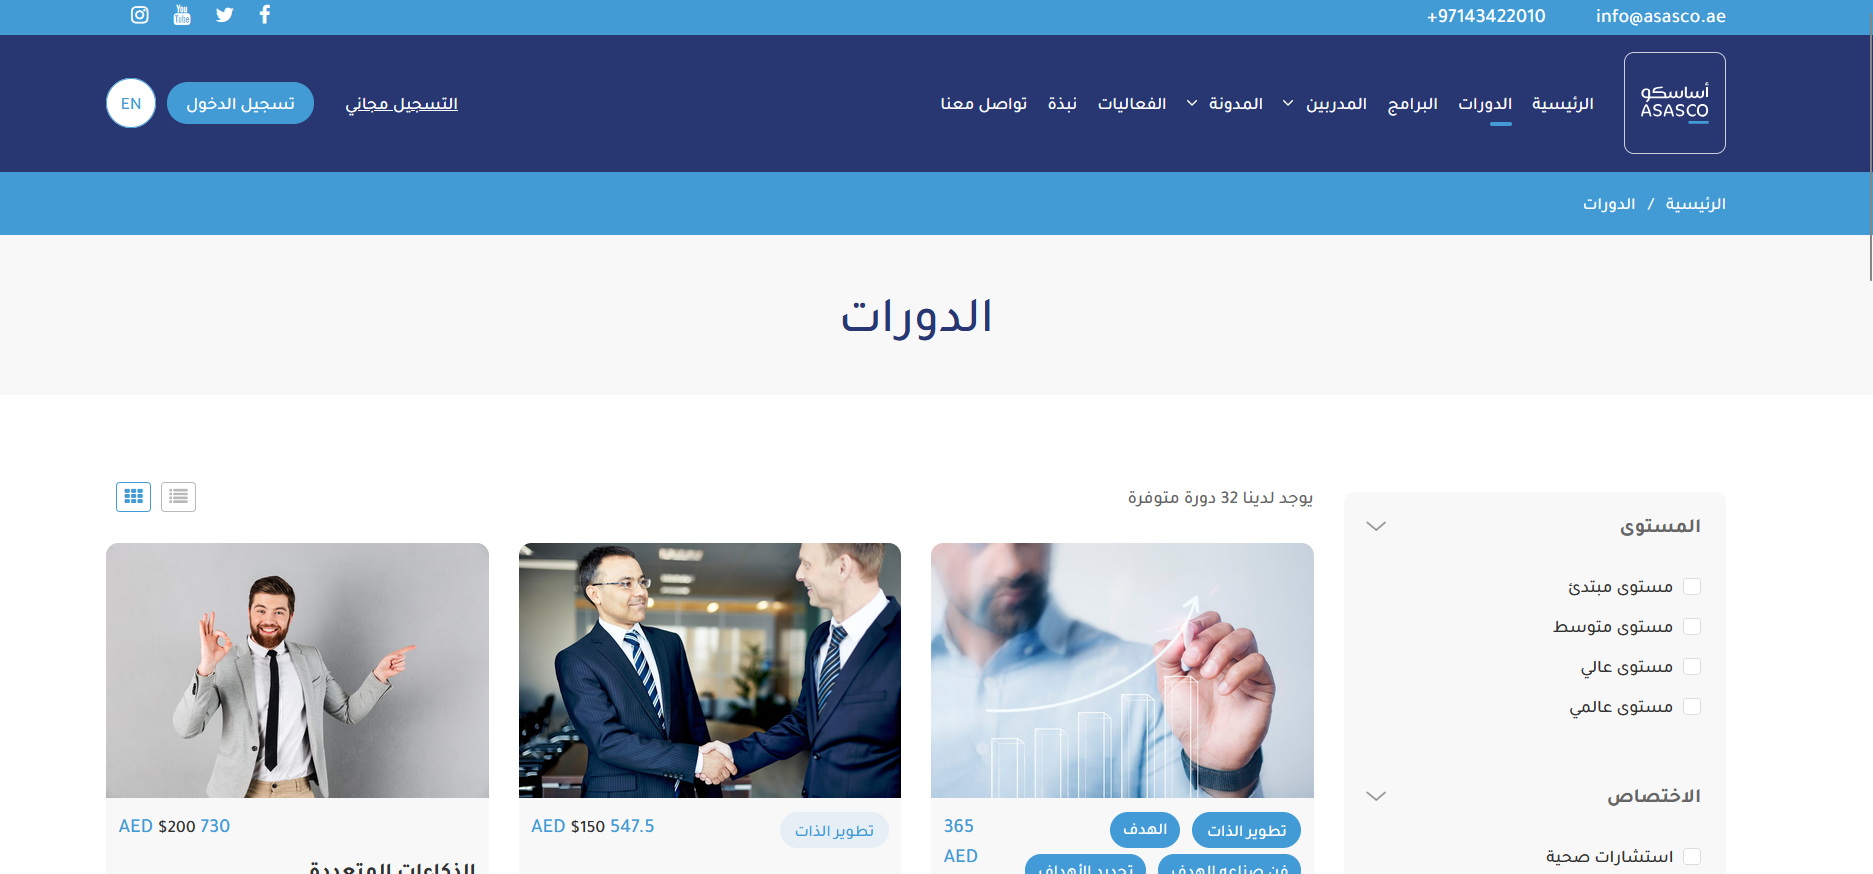 +97143422010
info@asasco.ae
أساسكو
ASASCO
الرئيسية
الدورات
البرامج
المدربين
المدونة
الفعاليات
نبذة
تواصل معنا
التسجيل مجاني
تسجيل الدخول
EN
الرئيسية / الدورات
الدورات
المستوى
مستوى مبتدئ
مستوى متوسط
مستوى عالي
مستوى عالمي
الاختصاص
استشارات صحية
يوجد لدينا 32 دورة متوفرة
تطوير الذات
الهدف
فن صناعه الهدف
تحديد الأهداف
365
AED
تطوير الذات
AED $150 547.5
AED $200 730
الذكاءات المتعددة